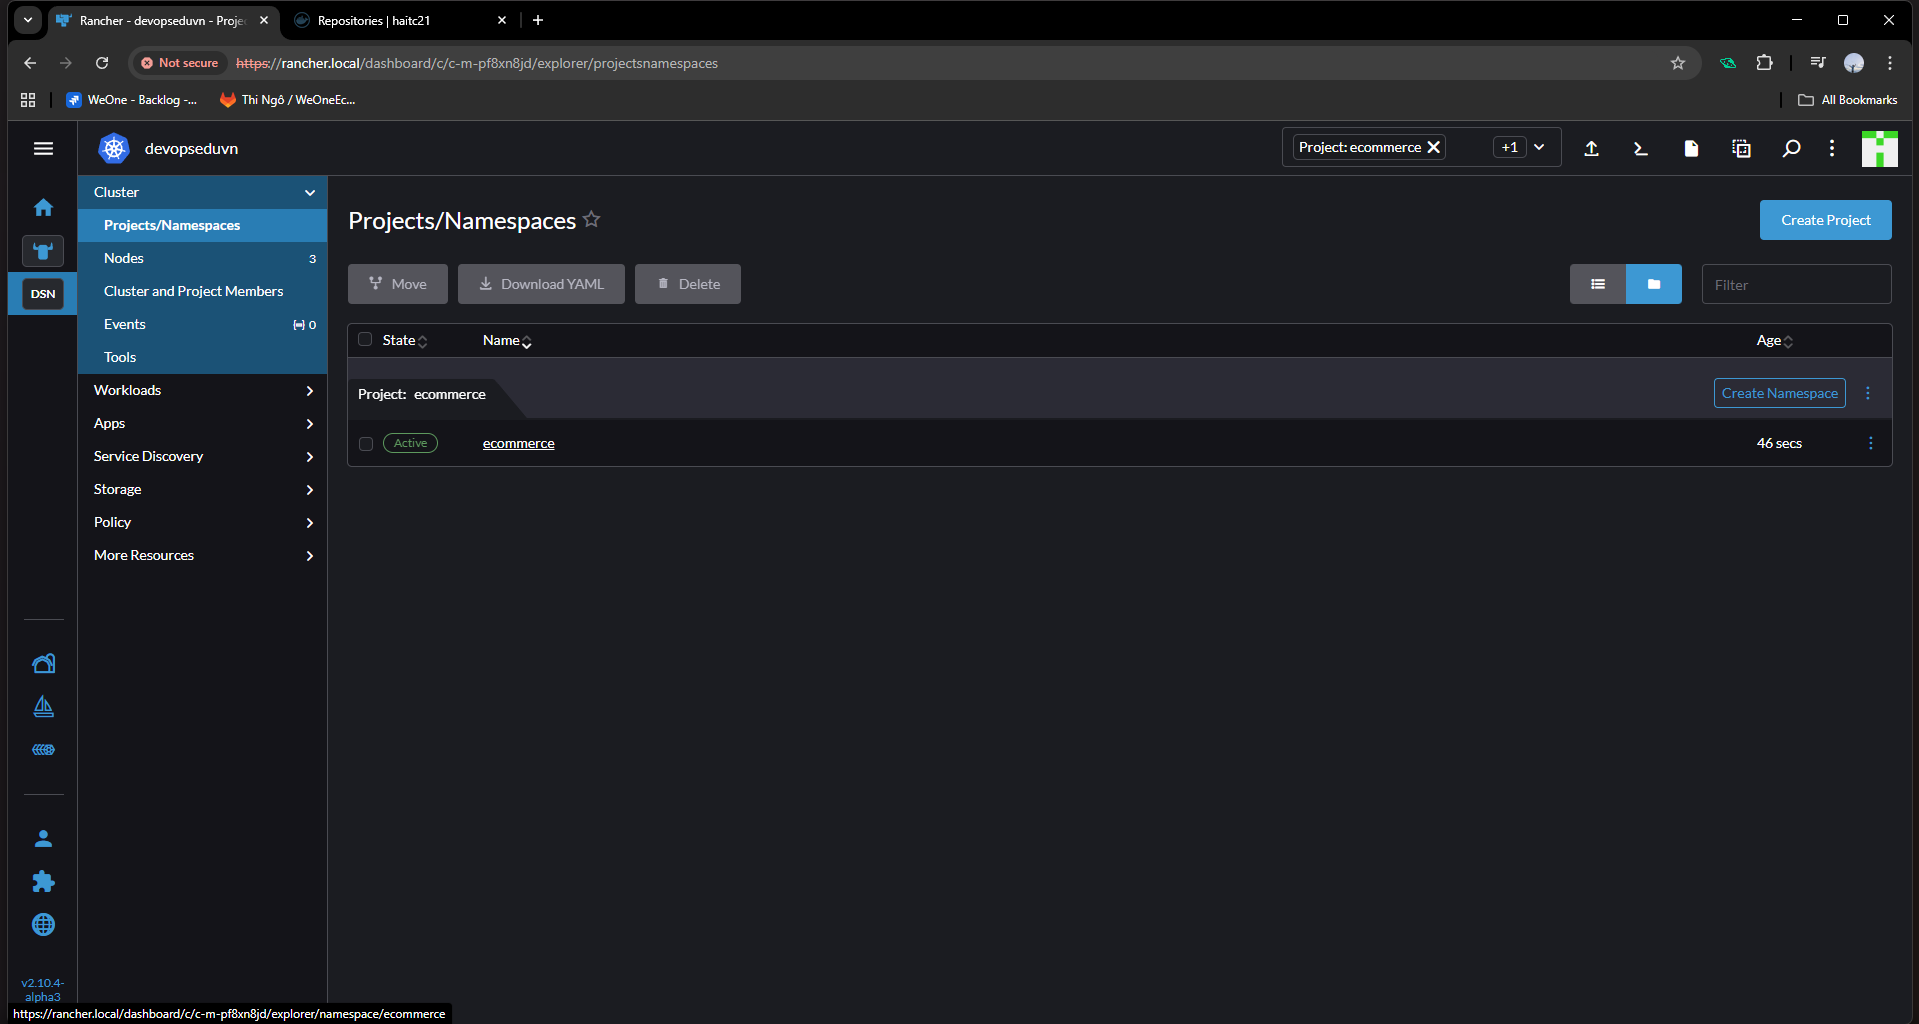 Rancher - devopseduvn - Proje
Repositories | haitc21
Not secure
https://rancher.local/dashboard/c/c-m-pf8xn8jd/explorer/projectsnamespaces
WeOne - Backlog -...
Thi Ngô / WeOneEc...
All Bookmarks
devopseduvn
Project: ecommerce
+1
DSN
Cluster
Projects/Namespaces
Nodes 3
Cluster and Project Members
Events 0
Tools
Workloads
Apps
Service Discovery
Storage
Policy
More Resources
v2.10.4-
alpha3
Projects/Namespaces
Create Project
Move
Download YAML
Delete
Filter
State Name Age
Project: ecommerce
Create Namespace
Active ecommerce 46 secs
https://rancher.local/dashboard/c/c-m-pf8xn8jd/explorer/namespace/ecommerce